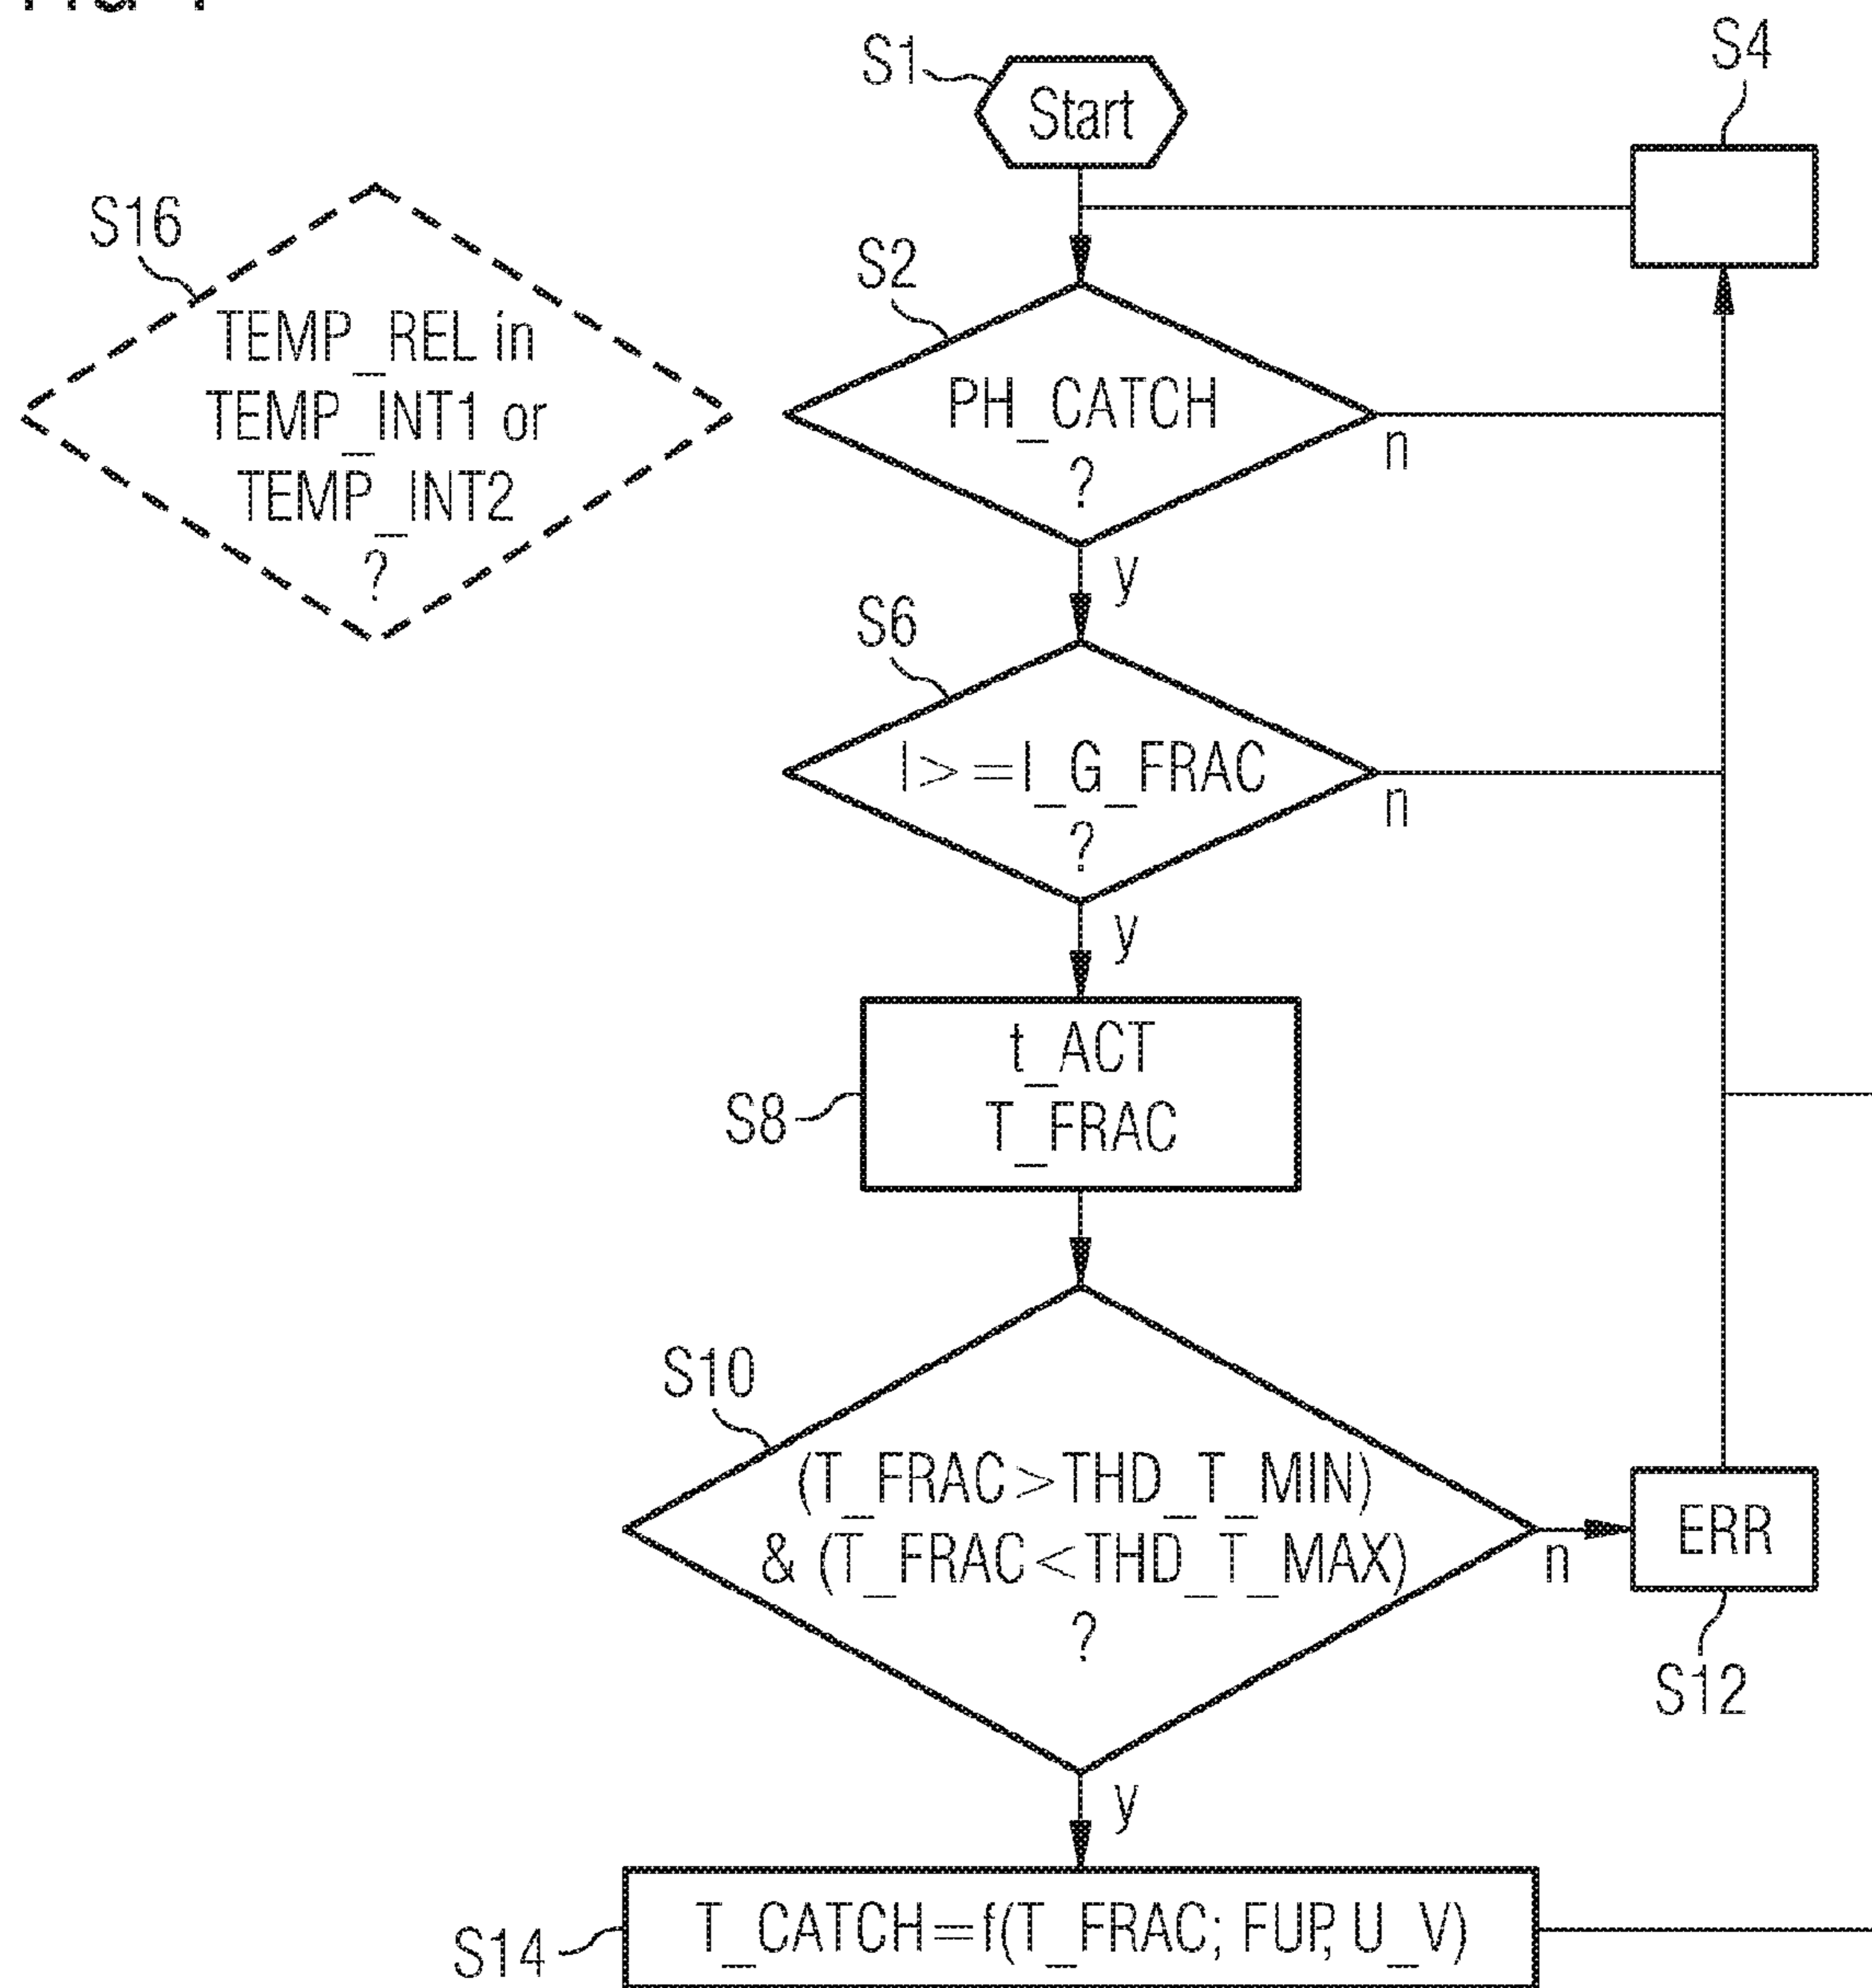 S1
Start
S4
S16
TEMP_REL in
TEMP_INT1 or
TEMP_INT2
?
S2
PH_CATCH
?
n
y
S6
I>=I_G_FRAC
?
n
y
S8
t_ACT
T_FRAC
S10
(T_FRAC>THD_T_MIN)
& (T_FRAC<THD_T_MAX)
?
n
ERR
S12
y
S14
T_CATCH=f(T_FRAC; FUP, U_V)